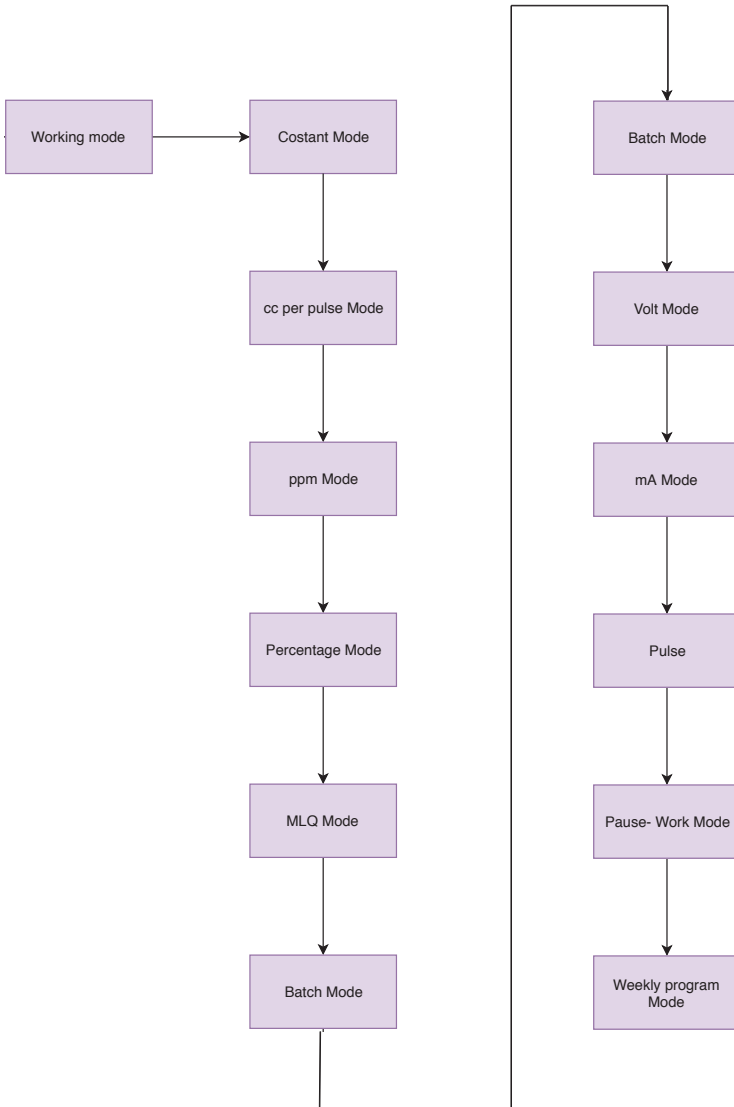 Working mode
Costant Mode
cc per pulse Mode
ppm Mode
Percentage Mode
MLQ Mode
Batch Mode
Batch Mode
Volt Mode
mA Mode
Pulse
Pause- Work Mode
Weekly program
Mode